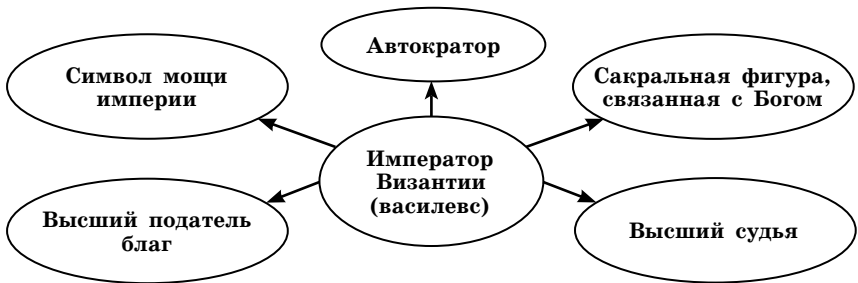 Автократор
Символ мощи
империи
Сакральная фигура,
связанная с Богом
Император
Византии
(василевс)
Высший податель
благ
Высший судья